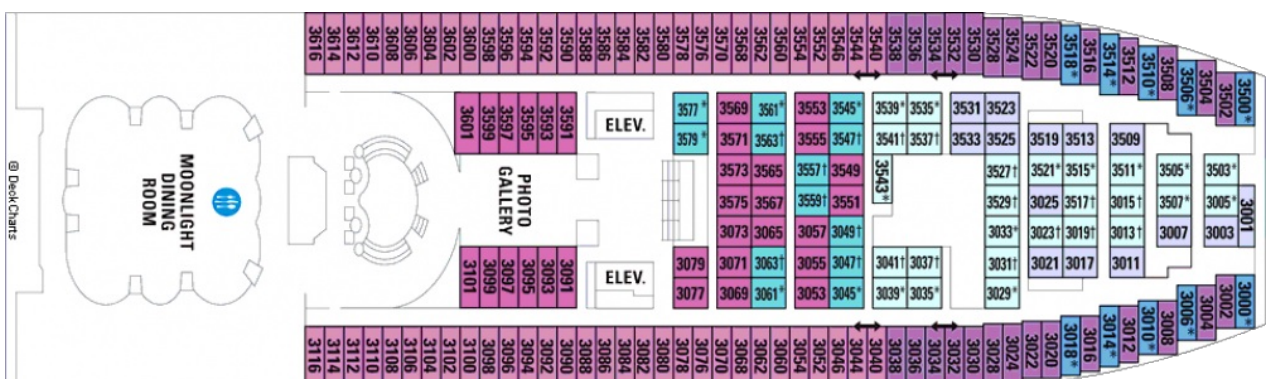 3616 3614 3612 3610 3608 3606 3604 3602 3600 3598 3596 3594 3592 3590 3588 3586 3584 3582 3580 3578 3576 3570 3568 3562 3560 3554 3552 3546 3544 3540 3538 3536 3534 3532 3530 3528 3524 3522 3520 3518* 3516 3514* 3512 3510* 3508 3506* 3504 3502 3500*
3601 3599 3597 3595 3593 3591
ELEV.
3577* 3569 3561* 3553 3545* 3539* 3535* 3531 3523
3579* 3571 3563† 3555 3547† 3541† 3537† 3533 3525 3519 3513 3509
3573 3565 3557† 3549 3543* 3527† 3521* 3515* 3511* 3505* 3503*
3575 3567 3559† 3551 3529† 3025 3517† 3015† 3507* 3005* 3001
3073 3065 3057 3049† 3033* 3023† 3019† 3013† 3007 3003
3079 3071 3063† 3055 3047† 3041† 3037† 3031† 3021 3017 3011
3077 3069 3061* 3053 3045* 3039* 3035* 3029*
© DeckCharts
MOONLIGHT
DINING
ROOM
PHOTO
GALLERY
3101 3099 3097 3095 3093 3091
ELEV.
3116 3114 3112 3110 3108 3106 3104 3102 3100 3098 3096 3094 3092 3090 3088 3086 3084 3082 3080 3078 3076 3070 3068 3062 3060 3054 3052 3046 3044 3040 3038 3036 3034 3032 3030 3028 3024 3022 3020 3018* 3016 3014* 3012 3010* 3008 3006* 3004 3002 3000*